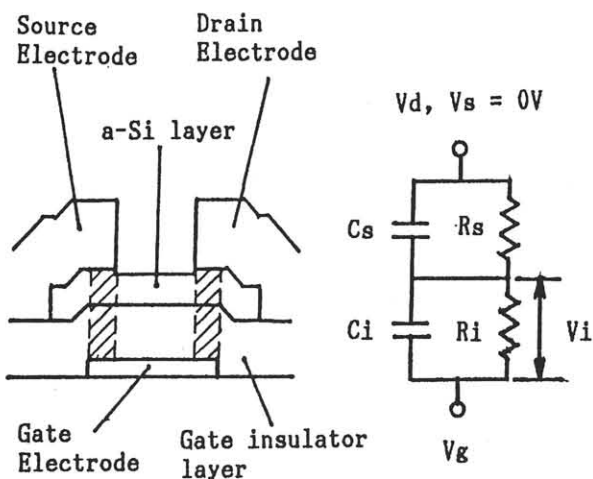 Source
Electrode
Drain
Electrode
a-Si layer
Gate
Electrode
Gate insulator
layer
Vd, Vs = 0V
Cs
Rs
Ci
Ri
Vi
Vg